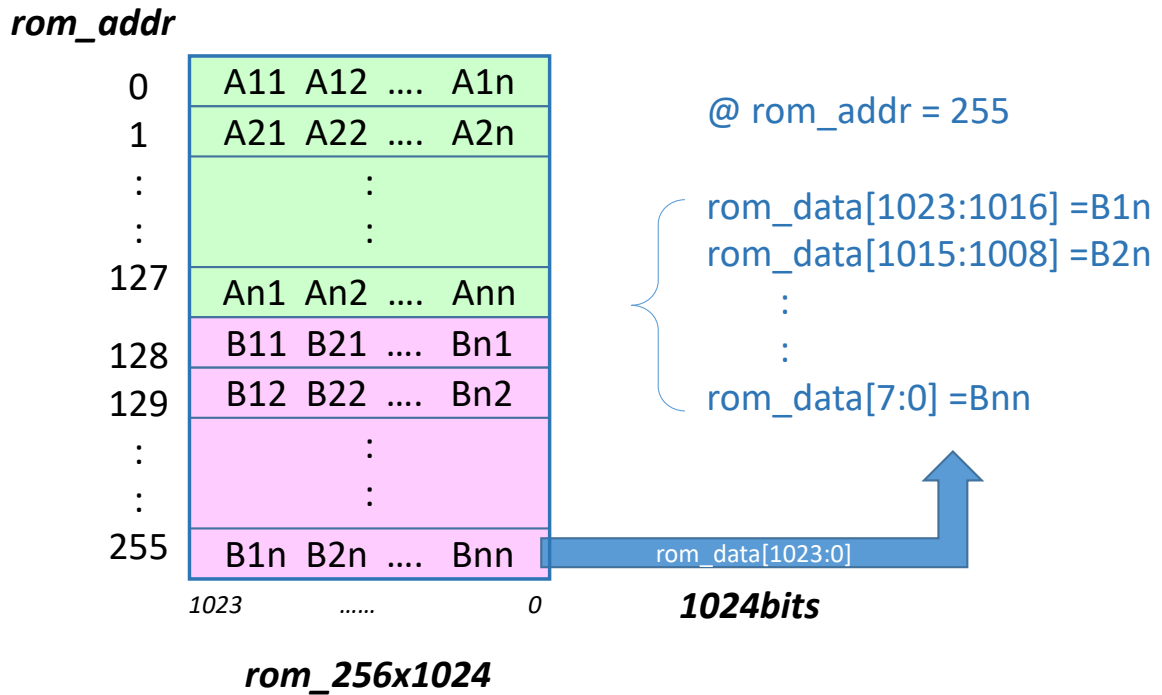 rom_addr
0 A11 A12 .... A1n
1 A21 A22 .... A2n
: :
: :
127 An1 An2 .... Ann
128 B11 B21 .... Bn1
129 B12 B22 .... Bn2
: :
: :
255 B1n B2n .... Bnn
1023 ...... 0
rom_256x1024
@ rom_addr = 255
rom_data[1023:1016] =B1n
rom_data[1015:1008] =B2n
:
:
rom_data[7:0] =Bnn
rom_data[1023:0]
1024bits